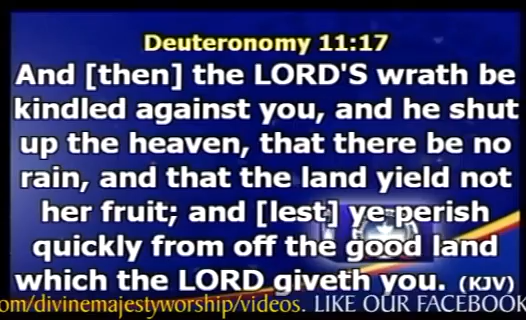 Deuteronomy 11:17
And [then] the LORD'S wrath be
kindled against you, and he shut
up the heaven, that there be no
rain, and that the land yield not
her fruit; and [lest] ye perish
quickly from off the good land
which the LORD giveth you. (KJV)
om/divinemajestyworship/videos. LIKE OUR FACEBOOK